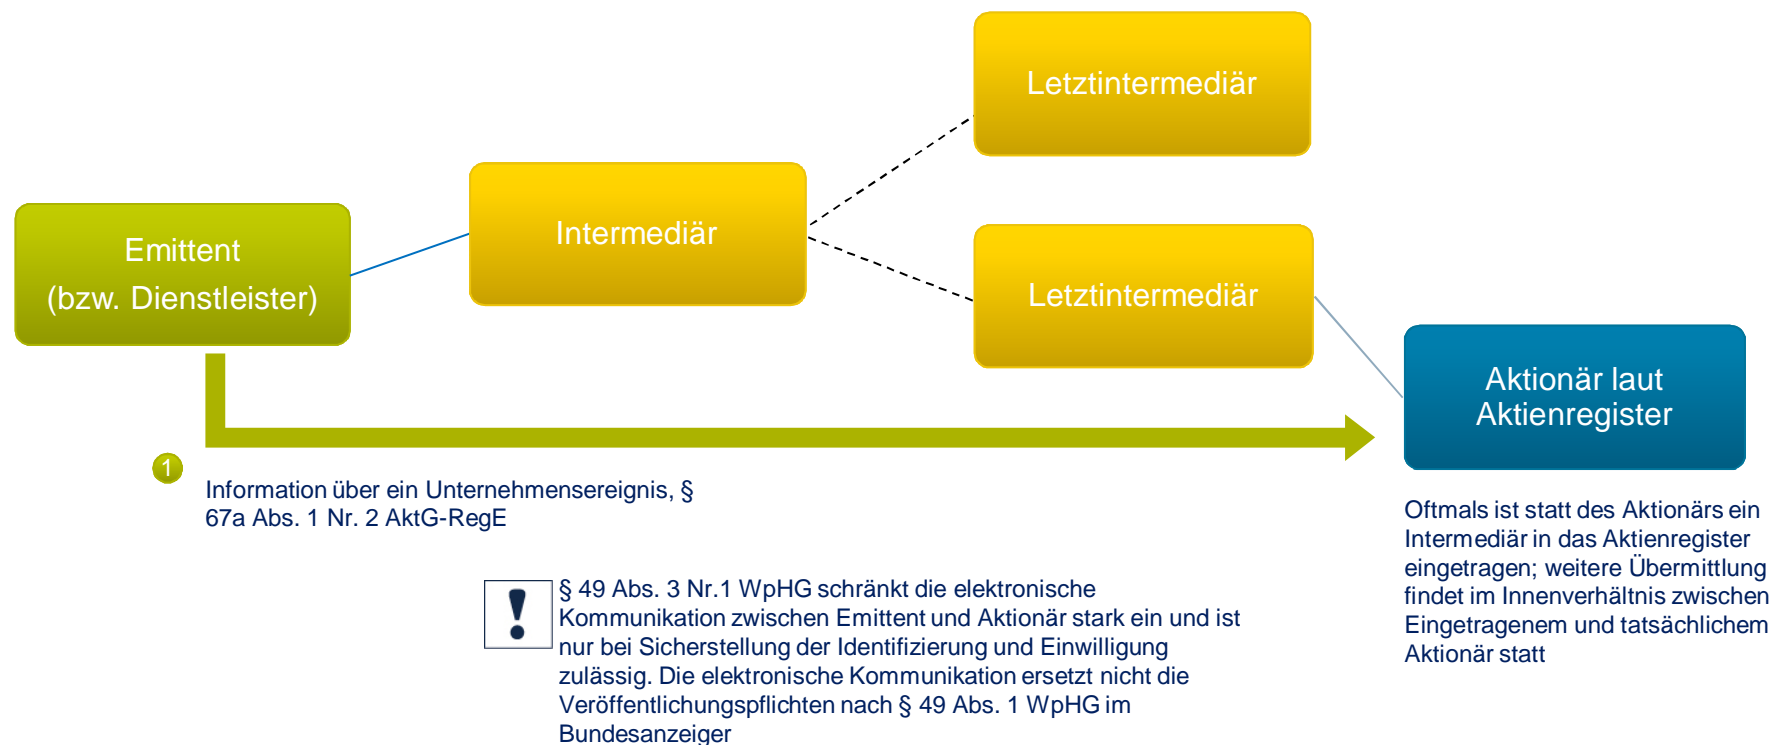 Letztintermediär
Intermediär
Emittent
(bzw. Dienstleister)
Letztintermediär
Aktionär laut
Aktienregister
1
Information über ein Unternehmensereignis, §
67a Abs. 1 Nr. 2 AktG-RegE
Oftmals ist statt des Aktionärs ein
Intermediär in das Aktienregister
eingetragen; weitere Übermittlung
findet im Innenverhältnis zwischen
Eingetragenem und tatsächlichem
Aktionär statt
!
§ 49 Abs. 3 Nr.1 WpHG schränkt die elektronische
Kommunikation zwischen Emittent und Aktionär stark ein und ist
nur bei Sicherstellung der Identifizierung und Einwilligung
zulässig. Die elektronische Kommunikation ersetzt nicht die
Veröffentlichungspflichten nach § 49 Abs. 1 WpHG im
Bundesanzeiger